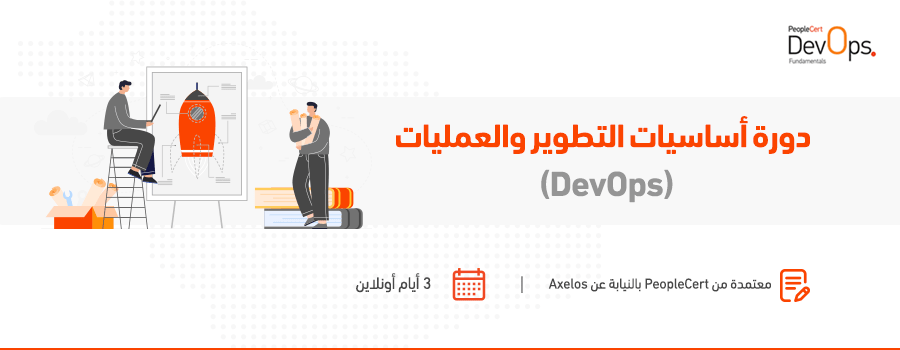 PeopleCert
DevOps.
Fundamentals
دورة أساسيات التطوير والعمليات
(DevOps)
معتمدة من PeopleCert بالنيابة عن Axelos | 3 أيام أونلاين